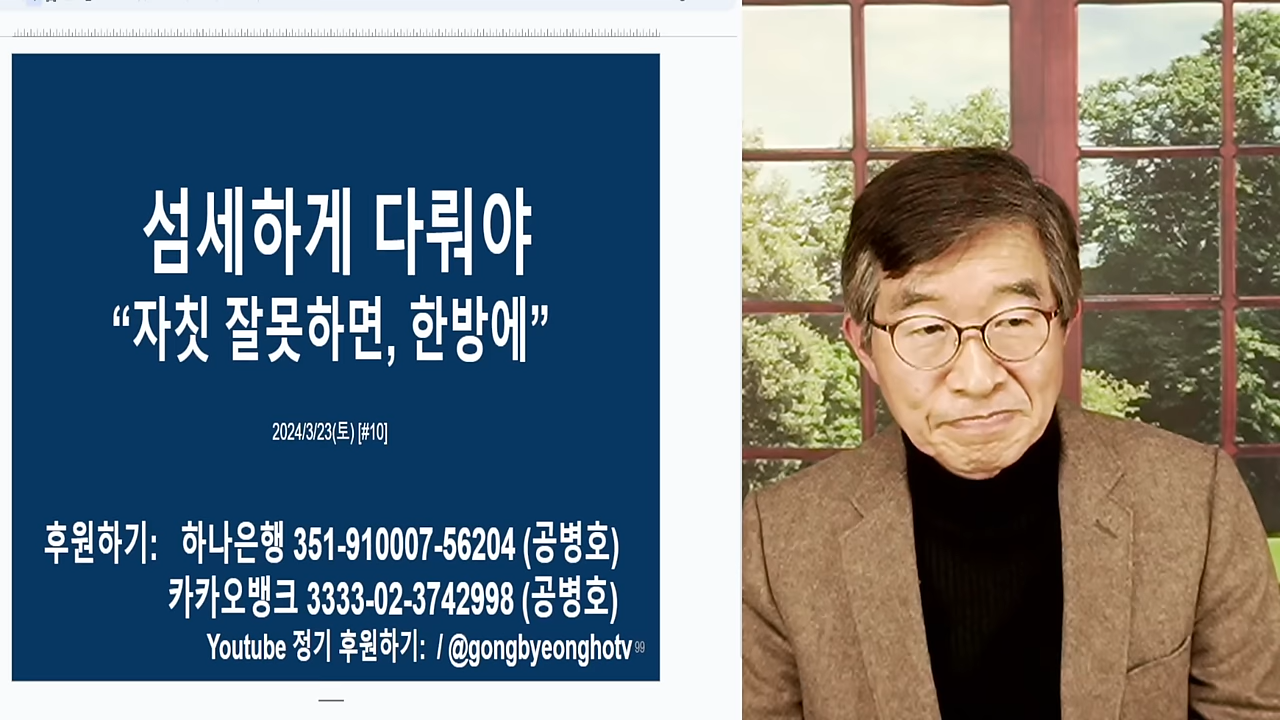 섬세하게 다뤄야
“자칫 잘못하면, 한방에”
2024/3/23(토) [#10]
후원하기: 하나은행 351-910007-56204 (공병호)
카카오뱅크 3333-02-3742998 (공병호)
Youtube 정기 후원하기: / @gongbyeonghotv
99